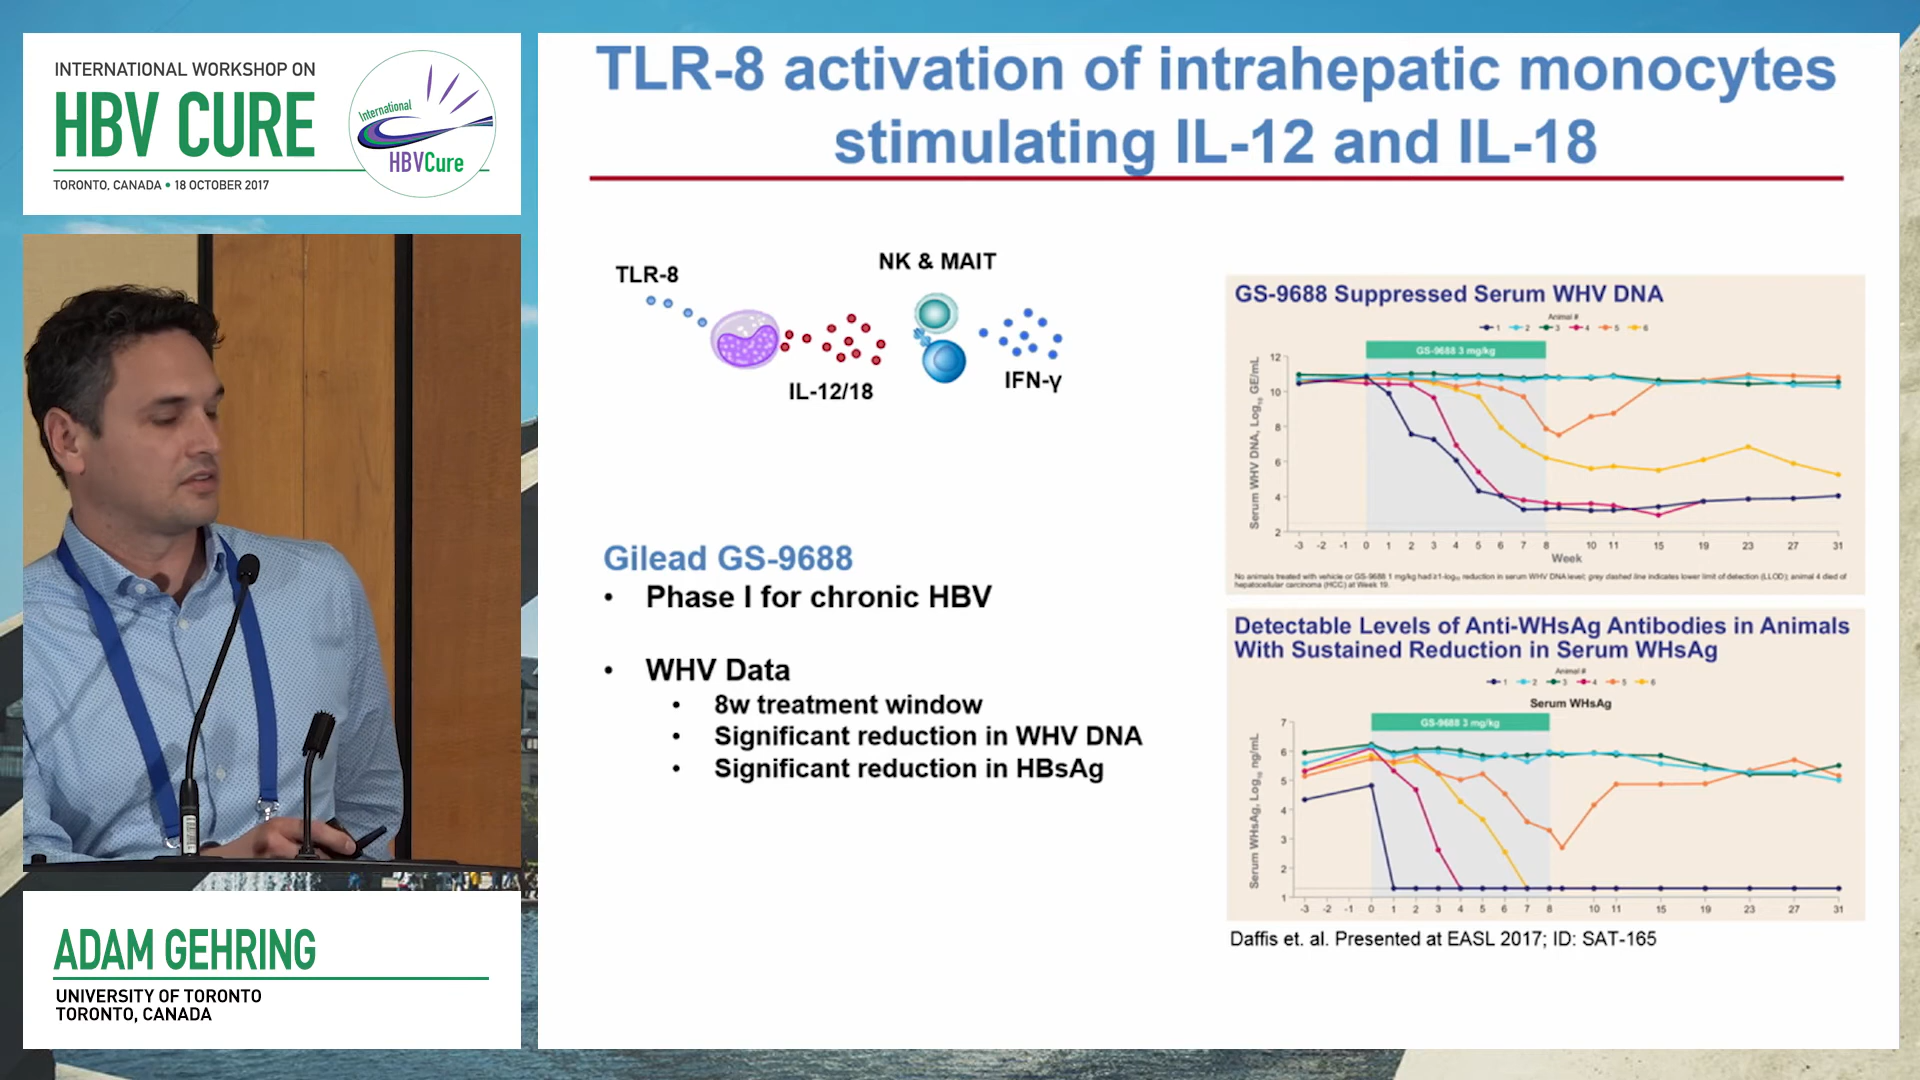 INTERNATIONAL WORKSHOP ON
HBV CURE
TORONTO, CANADA • 18 OCTOBER 2017
International
HBVCure
ADAM GEHRING
UNIVERSITY OF TORONTO
TORONTO, CANADA
TLR-8 activation of intrahepatic monocytes
stimulating IL-12 and IL-18
TLR-8
NK & MAIT
IL-12/18
IFN-γ
Gilead GS-9688
• Phase I for chronic HBV
• WHV Data
• 8w treatment window
• Significant reduction in WHV DNA
• Significant reduction in HBsAg
GS-9688 Suppressed Serum WHV DNA
Animal #
1 2 3 4 5 6
GS-9688 3 mg/kg
Serum WHV DNA, Log10 GE/mL
12
10
8
6
4
2
-3 -2 -1 0 1 2 3 4 5 6 7 8 10 11 15 19 23 27 31
Week
No animals treated with vehicle or GS-9688 1 mg/kg had ≥1-log10 reduction in serum WHV DNA level; grey dashed line indicates lower limit of detection (LLOD); animal 4 died of
hepatocellular carcinoma (HCC) at Week 19.
Detectable Levels of Anti-WHsAg Antibodies in Animals
With Sustained Reduction in Serum WHsAg
Animal #
1 2 3 4 5 6
Serum WHsAg
GS-9688 3 mg/kg
Serum WHsAg, Log10 ng/mL
7
6
5
4
3
2
1
-3 -2 -1 0 1 2 3 4 5 6 7 8 10 11 15 19 23 27 31
Daffis et. al. Presented at EASL 2017; ID: SAT-165